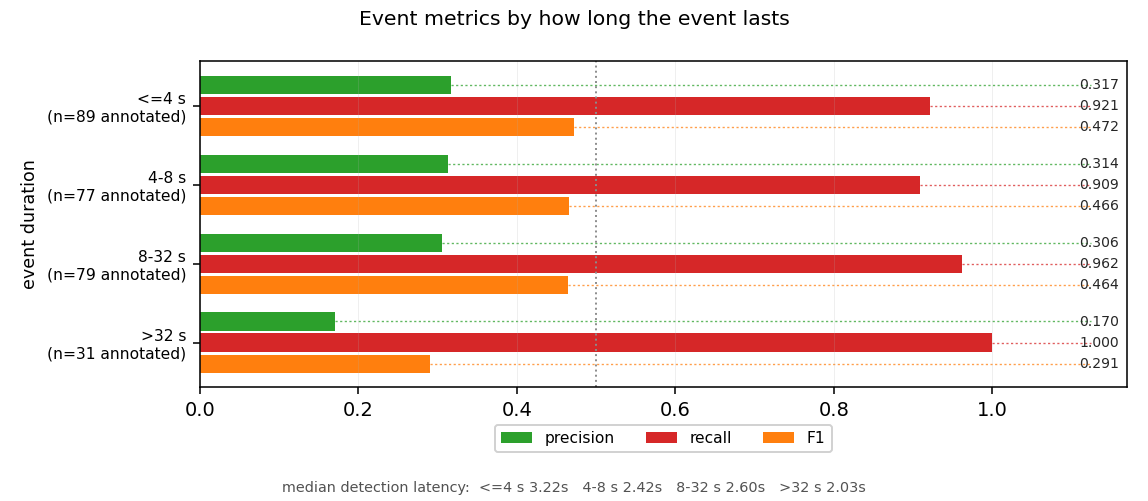 Event metrics by how long the event lasts
event duration
<=4 s
(n=89 annotated)
0.317
0.921
0.472
4-8 s
(n=77 annotated)
0.314
0.909
0.466
8-32 s
(n=79 annotated)
0.306
0.962
0.464
>32 s
(n=31 annotated)
0.170
1.000
0.291
0.0 0.2 0.4 0.6 0.8 1.0
precision recall F1
median detection latency: <=4 s 3.22s 4-8 s 2.42s 8-32 s 2.60s >32 s 2.03s